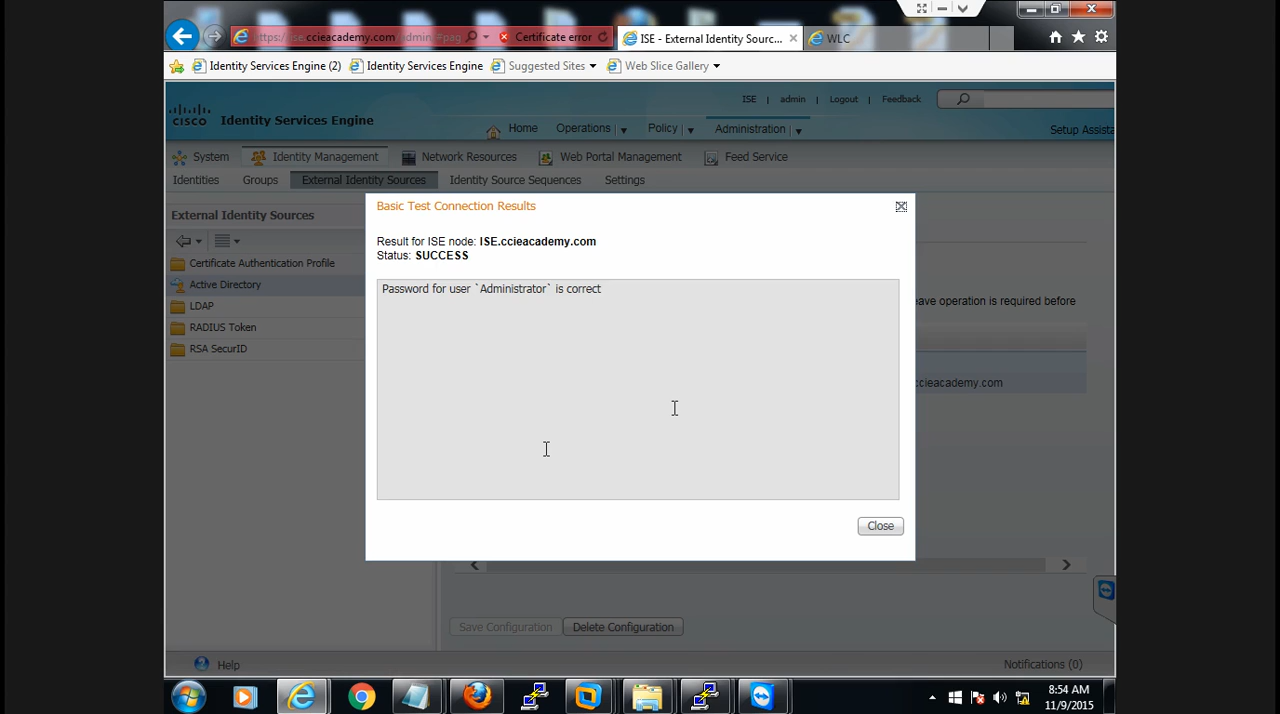 https://ise.ccieacademy.com/admin/#pag
Certificate error
ISE - External Identity Sourc...
WLC
Identity Services Engine (2)
Identity Services Engine
Suggested Sites
Web Slice Gallery
ISE | admin | Logout | Feedback
CISCO
Identity Services Engine
Home
Operations
Policy
Administration
Setup Assista
System
Identity Management
Network Resources
Web Portal Management
Feed Service
Identities
Groups
External Identity Sources
Identity Source Sequences
Settings
External Identity Sources
Certificate Authentication Profile
Active Directory
LDAP
RADIUS Token
RSA SecurID
Basic Test Connection Results
Result for ISE node: ISE.ccieacademy.com
Status: SUCCESS
Password for user `Administrator` is correct
Close
eave operation is required before
ccieacademy.com
Save Configuration
Delete Configuration
Help
Notifications (0)
8:54 AM
11/9/2015